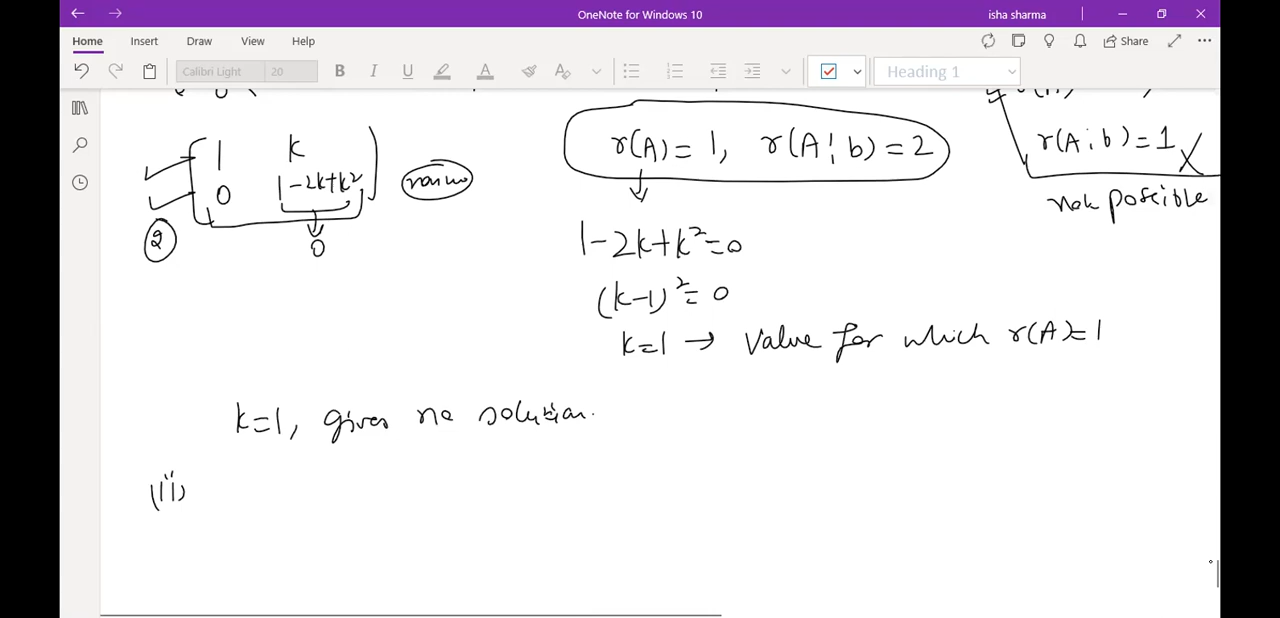 OneNote for Windows 10
isha sharma
Home Insert Draw View Help
Share
Calibri Light 20
B I U
Heading 1
1 k
0 1-2k+k²
0
②
r(A) = 1, r(A¦b) = 2
r(A¦b) = 1 X
not possible
1-2k+k²=0
(k-1)²= 0
k=1 → Value for which r(A)=1
k=1, gives no solution.
(ii)